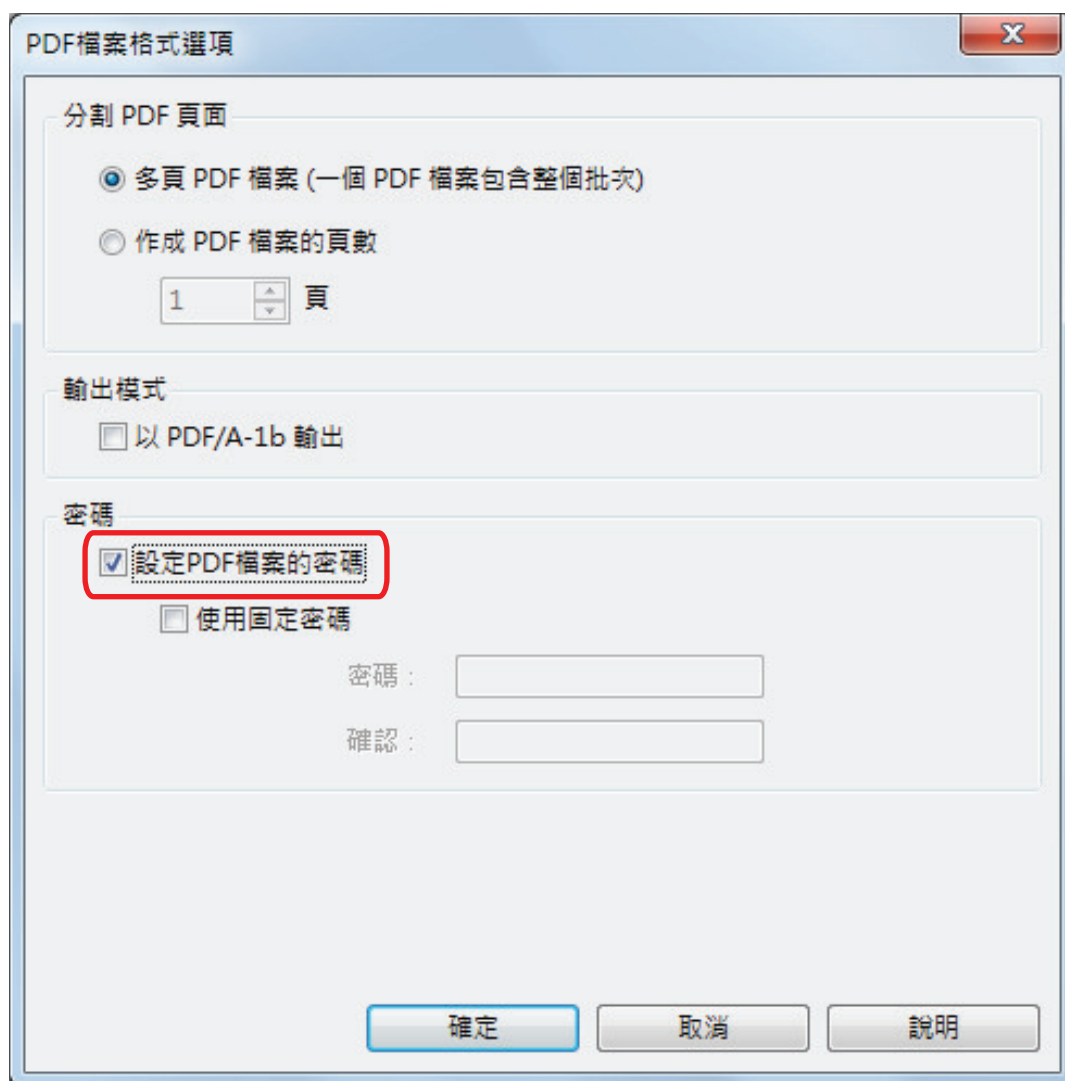 PDF檔案格式選項
分割 PDF 頁面
多頁 PDF 檔案 (一個 PDF 檔案包含整個批次)
作成 PDF 檔案的頁數
1 頁
輸出模式
以 PDF/A-1b 輸出
密碼
設定PDF檔案的密碼
使用固定密碼
密碼：
確認：
確定 取消 說明